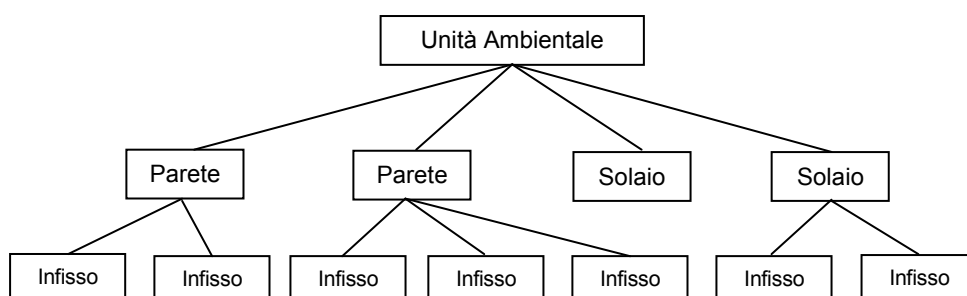 Unità Ambientale
Parete
Parete
Solaio
Solaio
Infisso
Infisso
Infisso
Infisso
Infisso
Infisso
Infisso